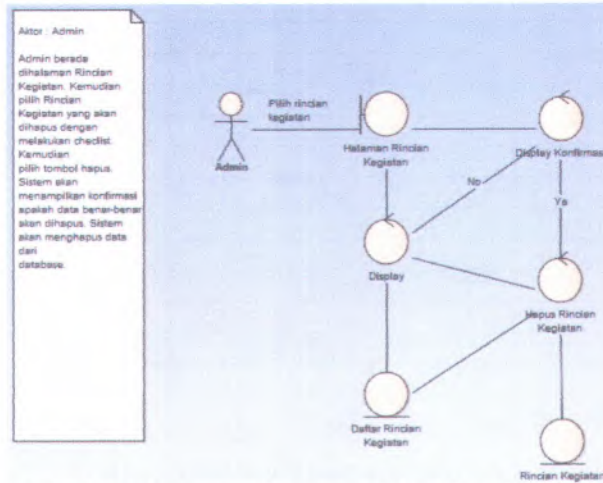 Aktor : Admin
Admin berada
dihalaman Rincian
Kegiatan. Kemudian
pilih Rincian
Kegiatan yang akan
dihapus dengan
melakukan checlist.
Kemudian
pilih tombol hapus.
Sistem akan
menampilkan konfirmasi
apakah data benar-benar
akan dihapus. Sistem
akan menghapus data
dari
database.
Pilih rincian
kegiatan
Admin
Halaman Rincian
Kegiatan
Display Konfirmasi
No
Ya
Display
Hapus Rincian
Kegiatan
Daftar Rincian
Kegiatan
Rincian Kegiatan